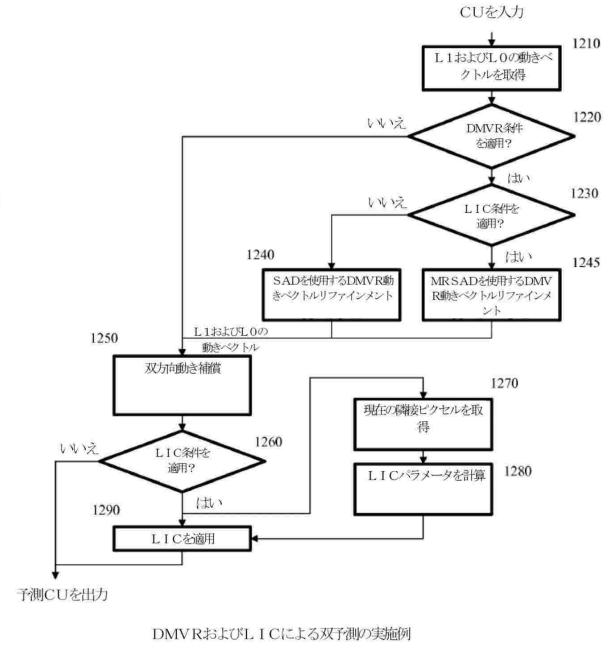 CUを入力
1210
L1およびL0の動きベ
クトルを取得
1220
DMVR条件
を適用?
いいえ
はい
1230
LIC条件を
適用?
いいえ
はい
1240
SADを使用するDMVR動
きベクトルリファインメント
1245
MRSADを使用するDMV
R動きベクトルリファインメ
ント
L1およびL0の
動きベクトル
1250
双方向動き補償
1260
LIC条件を
適用?
いいえ
はい
1270
現在の隣接ピクセルを取
得
1280
LICパラメータを計算
1290
LICを適用
予測CUを出力
DMVRおよびLICによる双予測の実施例